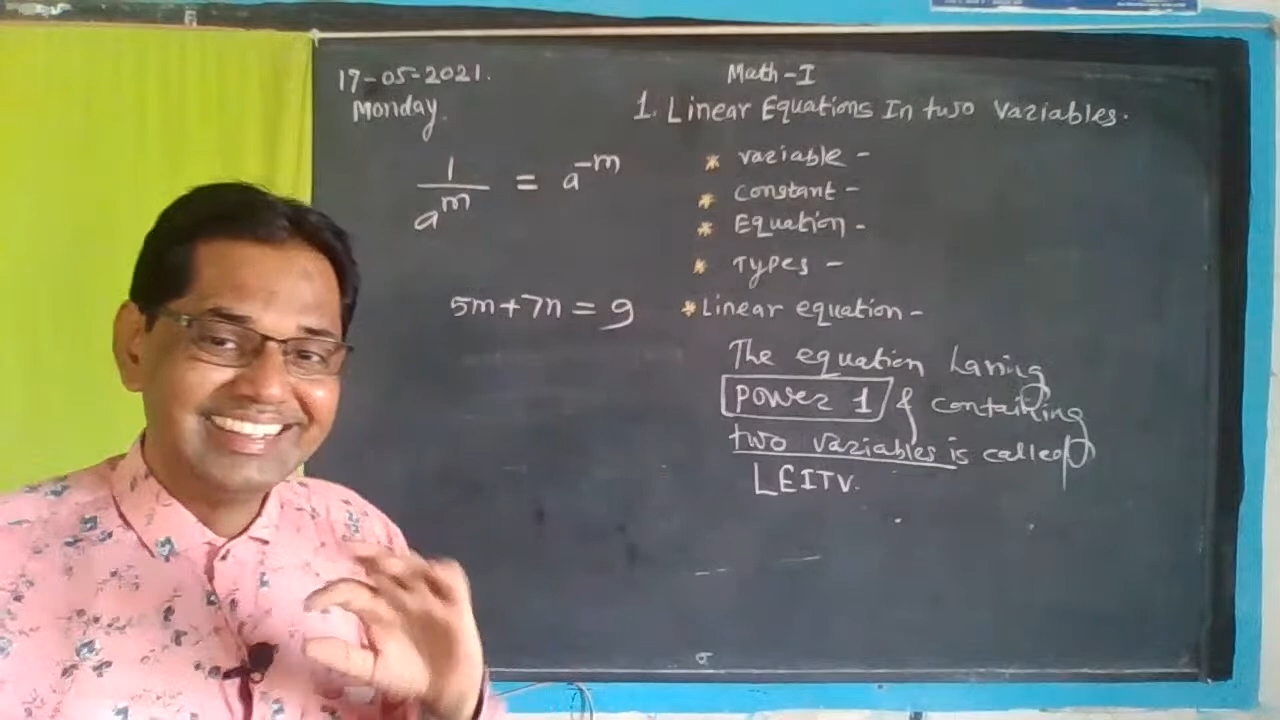 17-05-2021.
Monday.
1/a^m = a^-m
5m+7n = 9
Math-I
1. Linear Equations In two variables.
* variable -
* constant -
* Equation -
* Types -
* Linear equation -
The equation having
power 1 & containing
two variables is called
LEITV.